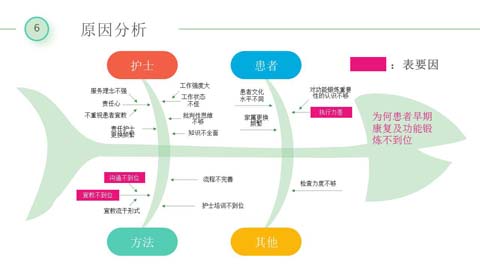 6
原因分析
护士
患者
：表要因
服务理念不强
责任心
不重视患者宣教
责任护士
更换频繁
工作强度大
工作状态
不佳
批判性思维
不够
知识不全面
患者文化
水平不同
家属更换
频繁
对功能锻炼重要
性的认识不够
执行力差
为何患者早期
康复及功能锻
炼不到位
沟通不到位
宣教不到位
宣教流于形式
流程不完善
护士培训不到位
检查力度不够
方法
其他